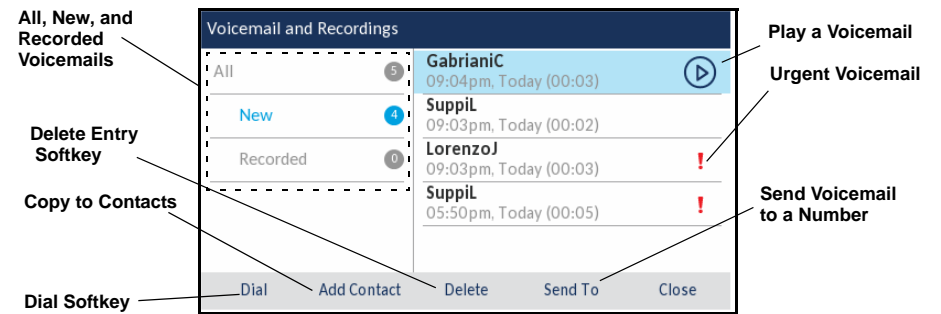 All, New, and
Recorded
Voicemails
Delete Entry
Softkey
Copy to Contacts
Dial Softkey
Voicemail and Recordings
All 5
New 4
Recorded 0
GabrianiC
09:04pm, Today (00:03)
SuppiL
09:03pm, Today (00:02)
LorenzoJ
09:03pm, Today (00:03)
!
SuppiL
05:50pm, Today (00:05)
!
Dial Add Contact Delete Send To Close
Play a Voicemail
Urgent Voicemail
Send Voicemail
to a Number